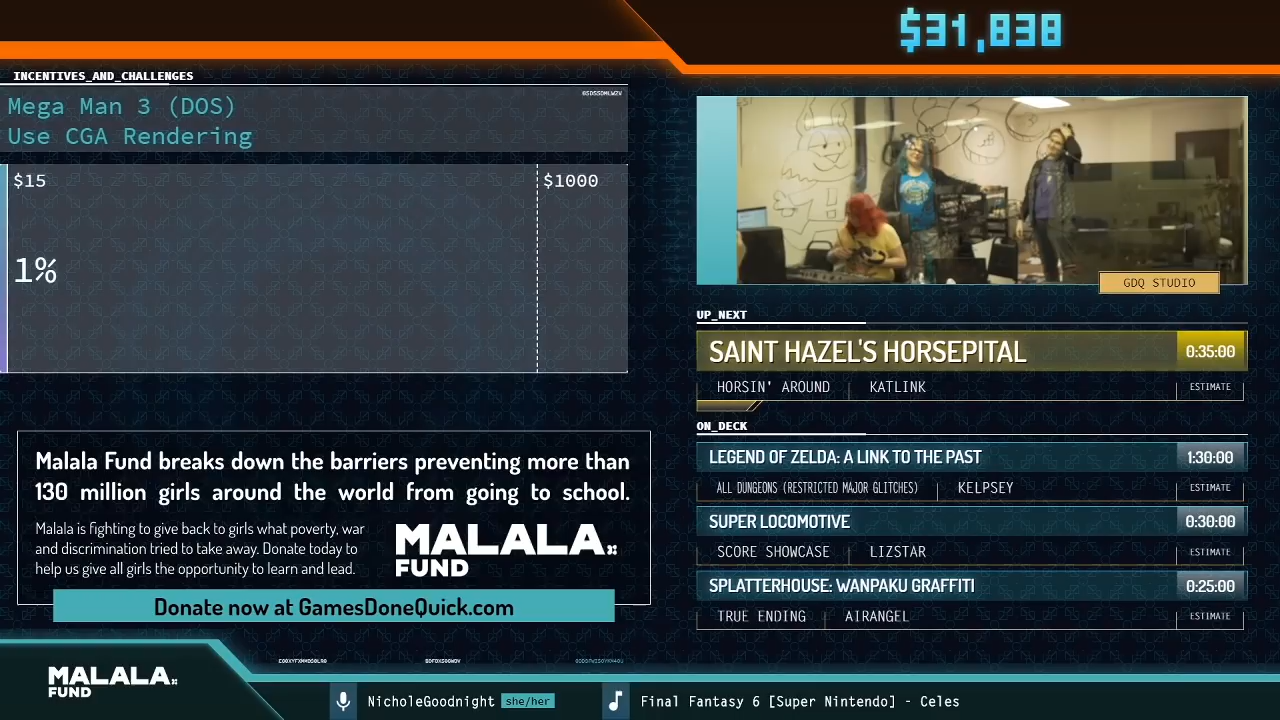 $31,838
INCENTIVES_AND_CHALLENGES
Mega Man 3 (DOS)
Use CGA Rendering
$15
$1000
1%
GDQ STUDIO
UP_NEXT
SAINT HAZEL'S HORSEPITAL
0:35:00
HORSIN' AROUND
KATLINK
ESTIMATE
ON_DECK
LEGEND OF ZELDA: A LINK TO THE PAST
1:30:00
ALL DUNGEONS (RESTRICTED MAJOR GLITCHES)
KELPSEY
ESTIMATE
SUPER LOCOMOTIVE
0:30:00
SCORE SHOWCASE
LIZSTAR
ESTIMATE
SPLATTERHOUSE: WANPAKU GRAFFITI
0:25:00
TRUE ENDING
AIRANGEL
ESTIMATE
Malala Fund breaks down the barriers preventing more than
130 million girls around the world from going to school.
Malala is fighting to give back to girls what poverty, war
and discrimination tried to take away. Donate today to
help us give all girls the opportunity to learn and lead.
MALALA
FUND
Donate now at GamesDoneQuick.com
MALALA
FUND
NicholeGoodnight she/her
Final Fantasy 6 [Super Nintendo] - Celes